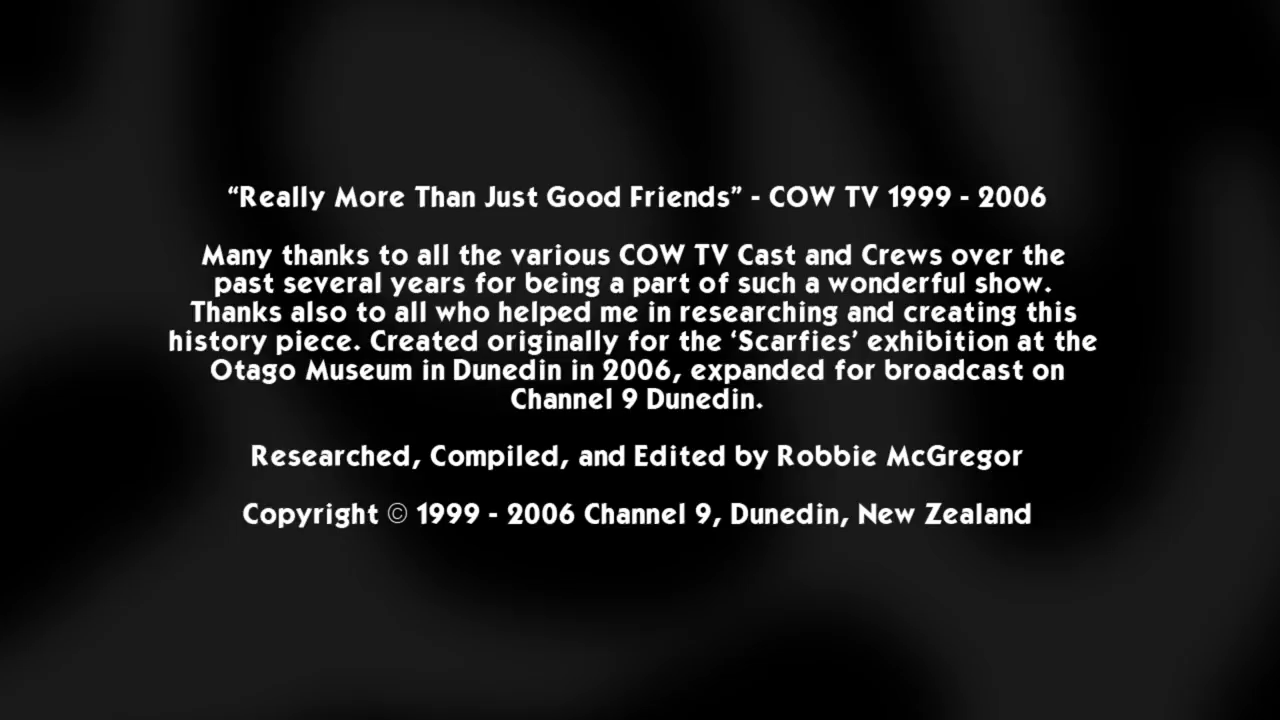 “Really More Than Just Good Friends” - COW TV 1999 - 2006
Many thanks to all the various COW TV Cast and Crews over the
past several years for being a part of such a wonderful show.
Thanks also to all who helped me in researching and creating this
history piece. Created originally for the ‘Scarfies’ exhibition at the
Otago Museum in Dunedin in 2006, expanded for broadcast on
Channel 9 Dunedin.
Researched, Compiled, and Edited by Robbie McGregor
Copyright © 1999 - 2006 Channel 9, Dunedin, New Zealand